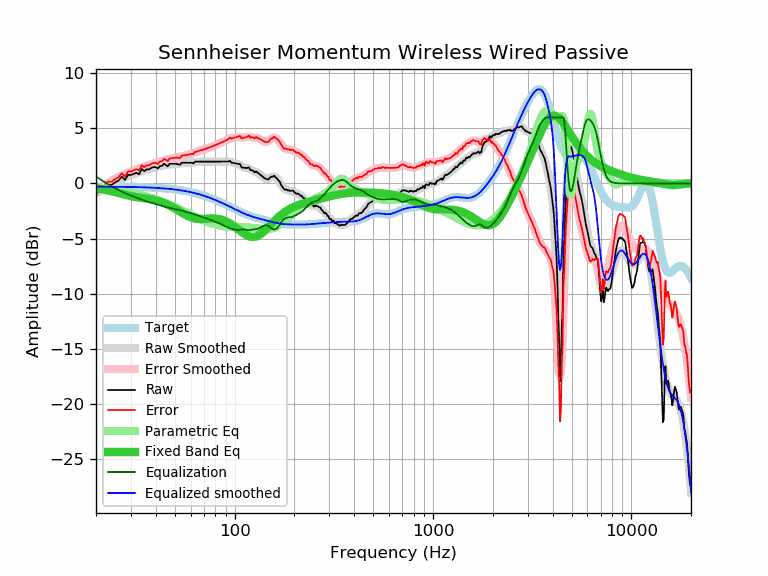 Sennheiser Momentum Wireless Wired Passive
10
5
0
−5
−10
−15
−20
−25
Amplitude (dBr)
Target
Raw Smoothed
Error Smoothed
Raw
Error
Parametric Eq
Fixed Band Eq
Equalization
Equalized smoothed
100
1000
10000
Frequency (Hz)